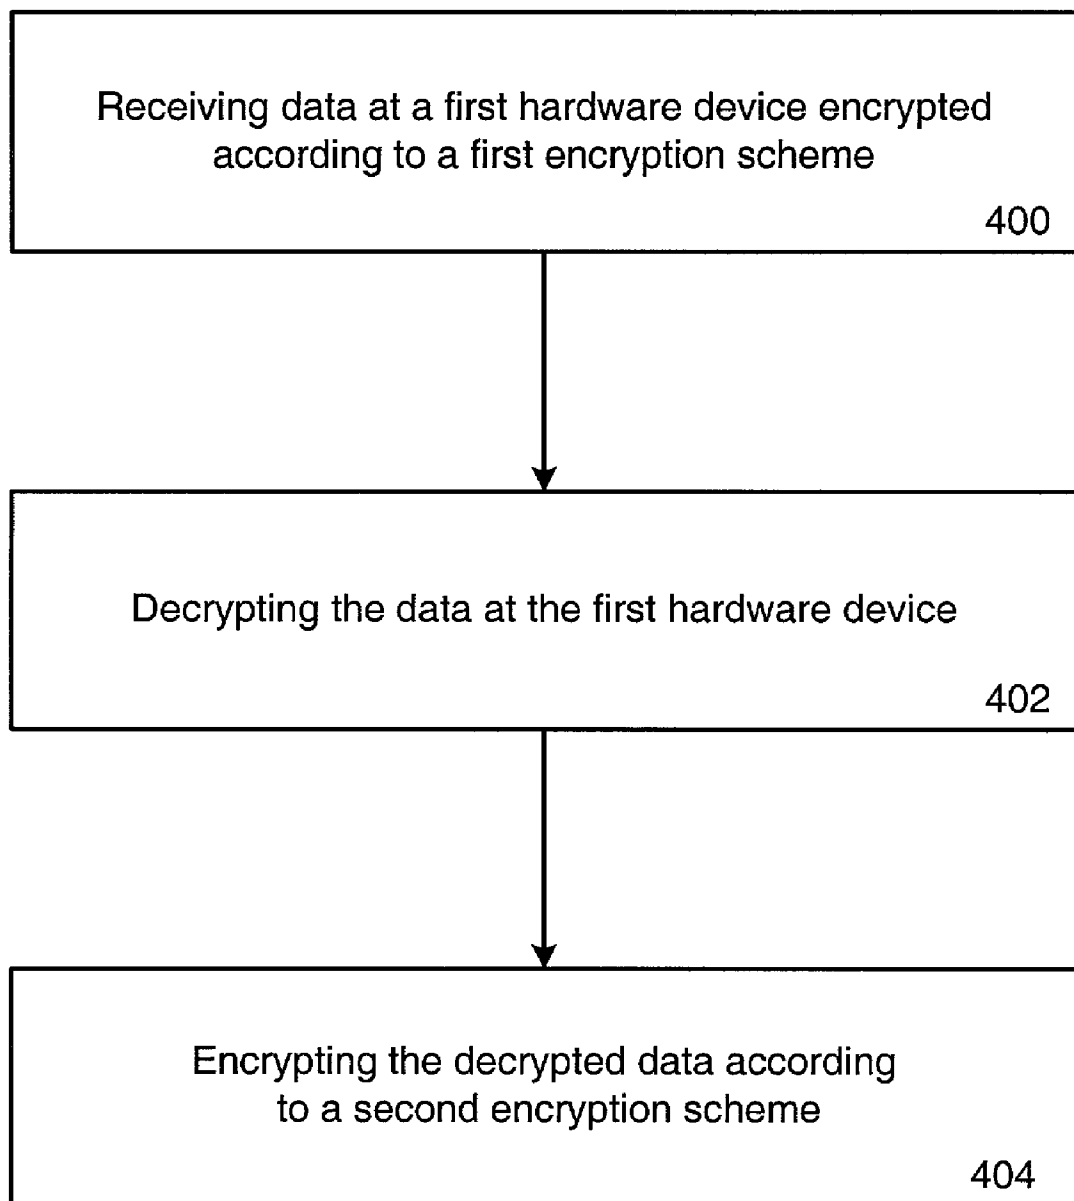 Receiving data at a first hardware device encrypted
according to a first encryption scheme
400
Decrypting the data at the first hardware device
402
Encrypting the decrypted data according
to a second encryption scheme
404